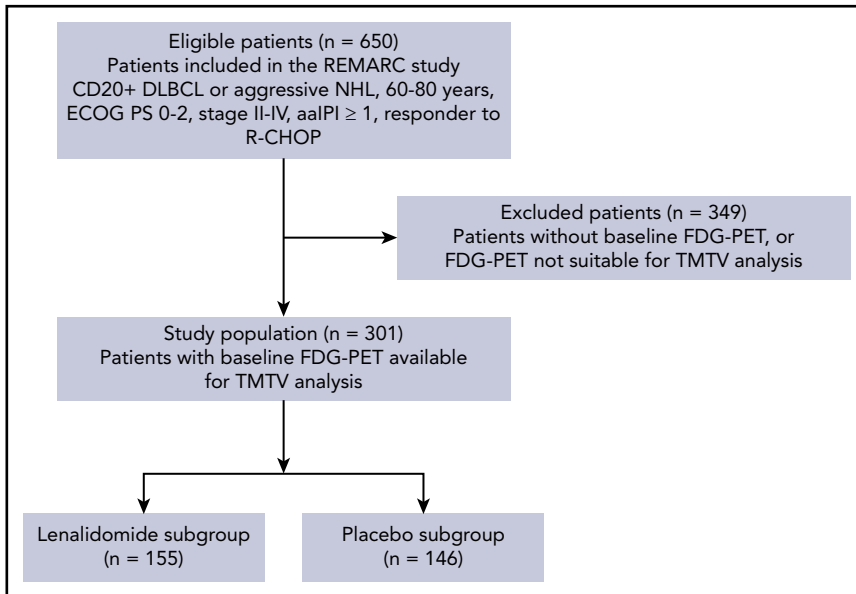 Eligible patients (n = 650)
Patients included in the REMARC study
CD20+ DLBCL or aggressive NHL, 60-80 years,
ECOG PS 0-2, stage II-IV, aaIPI ≥ 1, responder to
R-CHOP
Excluded patients (n = 349)
Patients without baseline FDG-PET, or
FDG-PET not suitable for TMTV analysis
Study population (n = 301)
Patients with baseline FDG-PET available
for TMTV analysis
Lenalidomide subgroup
(n = 155)
Placebo subgroup
(n = 146)